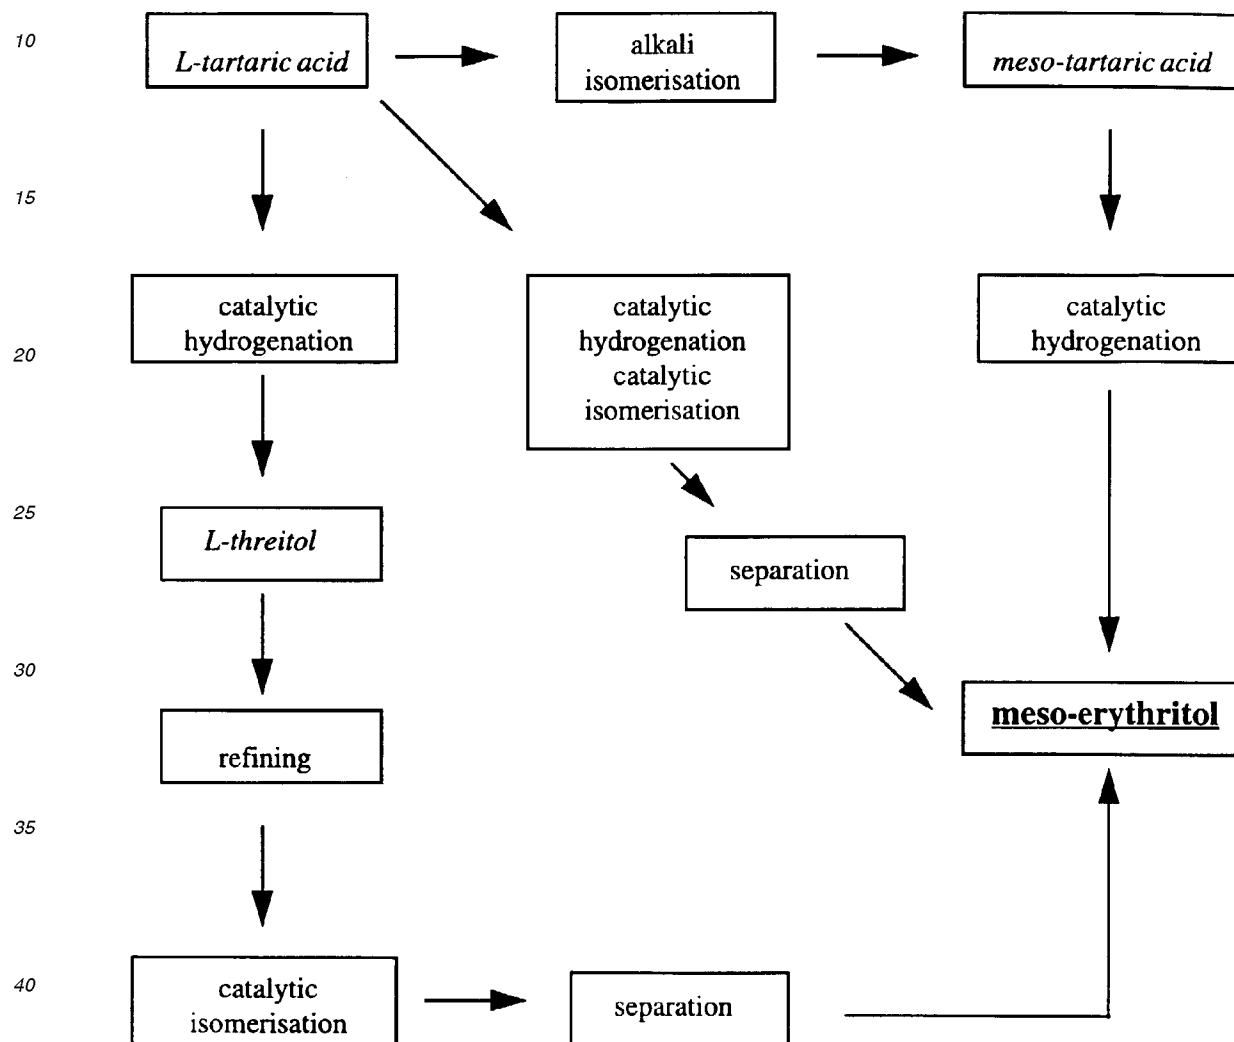 10
L-tartaric acid
alkali
isomerisation
meso-tartaric acid
15
catalytic
hydrogenation
catalytic
hydrogenation
catalytic
isomerisation
catalytic
hydrogenation
20
25
L-threitol
separation
30
refining
meso-erythritol
35
40
catalytic
isomerisation
separation